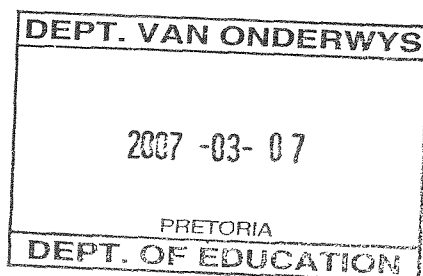 DEPT. VAN ONDERWYS
2007 -03- 07
PRETORIA
DEPT. OF EDUCATION